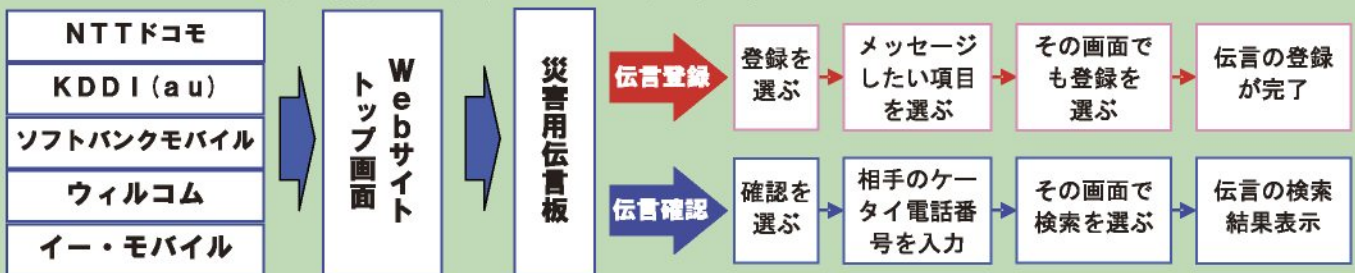 NTTドコモ
KDDI(au)
ソフトバンクモバイル
ウィルコム
イー・モバイル
Webサイト
トップ画面
災害用伝言板
伝言登録
登録を
選ぶ
メッセージ
したい項目
を選ぶ
その画面で
も登録を
選ぶ
伝言の登録
が完了
伝言確認
確認を
選ぶ
相手のケー
タイ電話番
号を入力
その画面で
検索を選ぶ
伝言の検索
結果表示